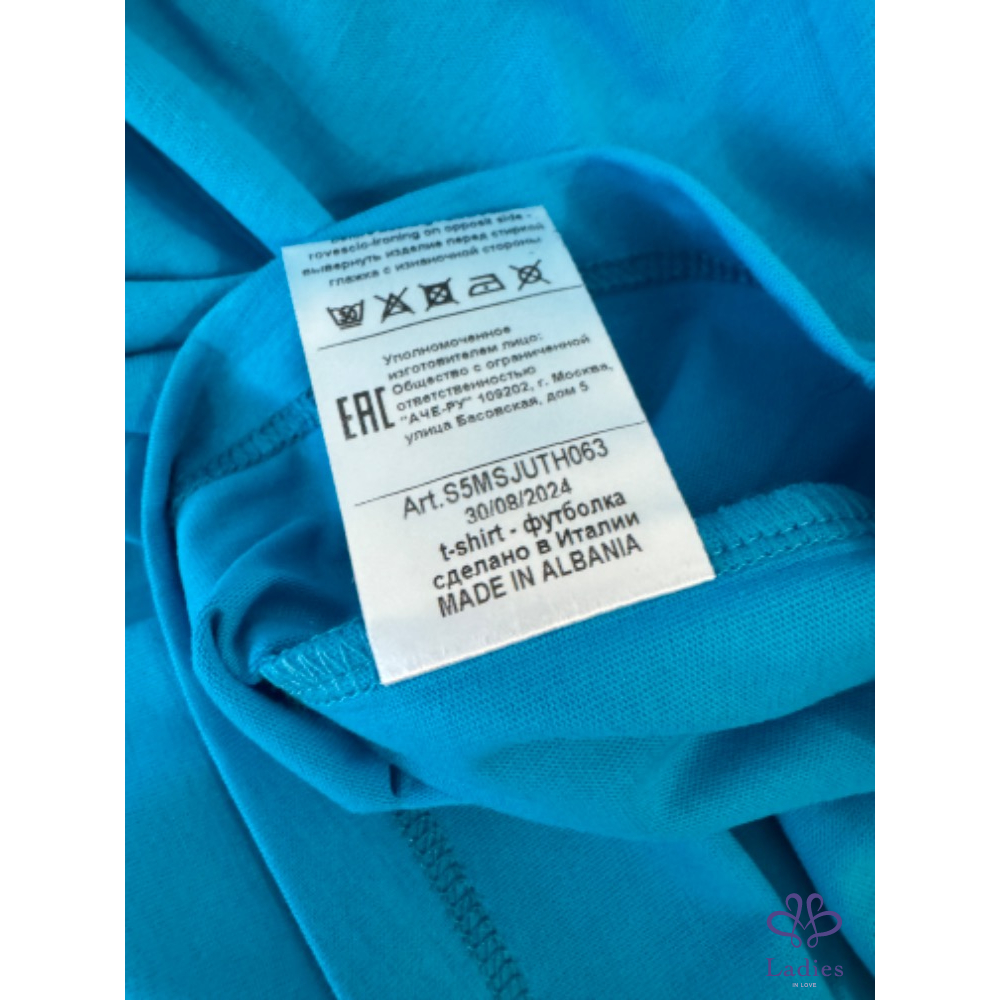 rovescio-ironing on opposit side -
вывернуть изделие перед стиркой
глажка с изнаночной стороны
Уполномоченное
изготовителем лицо:
Общество с ограниченной
ответственностью
"АЧЕ-РУ" 109202, г. Москва,
улица Басовская, дом 5
EAC
Art.S5MSJUTH063
30/08/2024
t-shirt - футболка
сделано в Италии
MADE IN ALBANIA
Ladies
IN LOVE